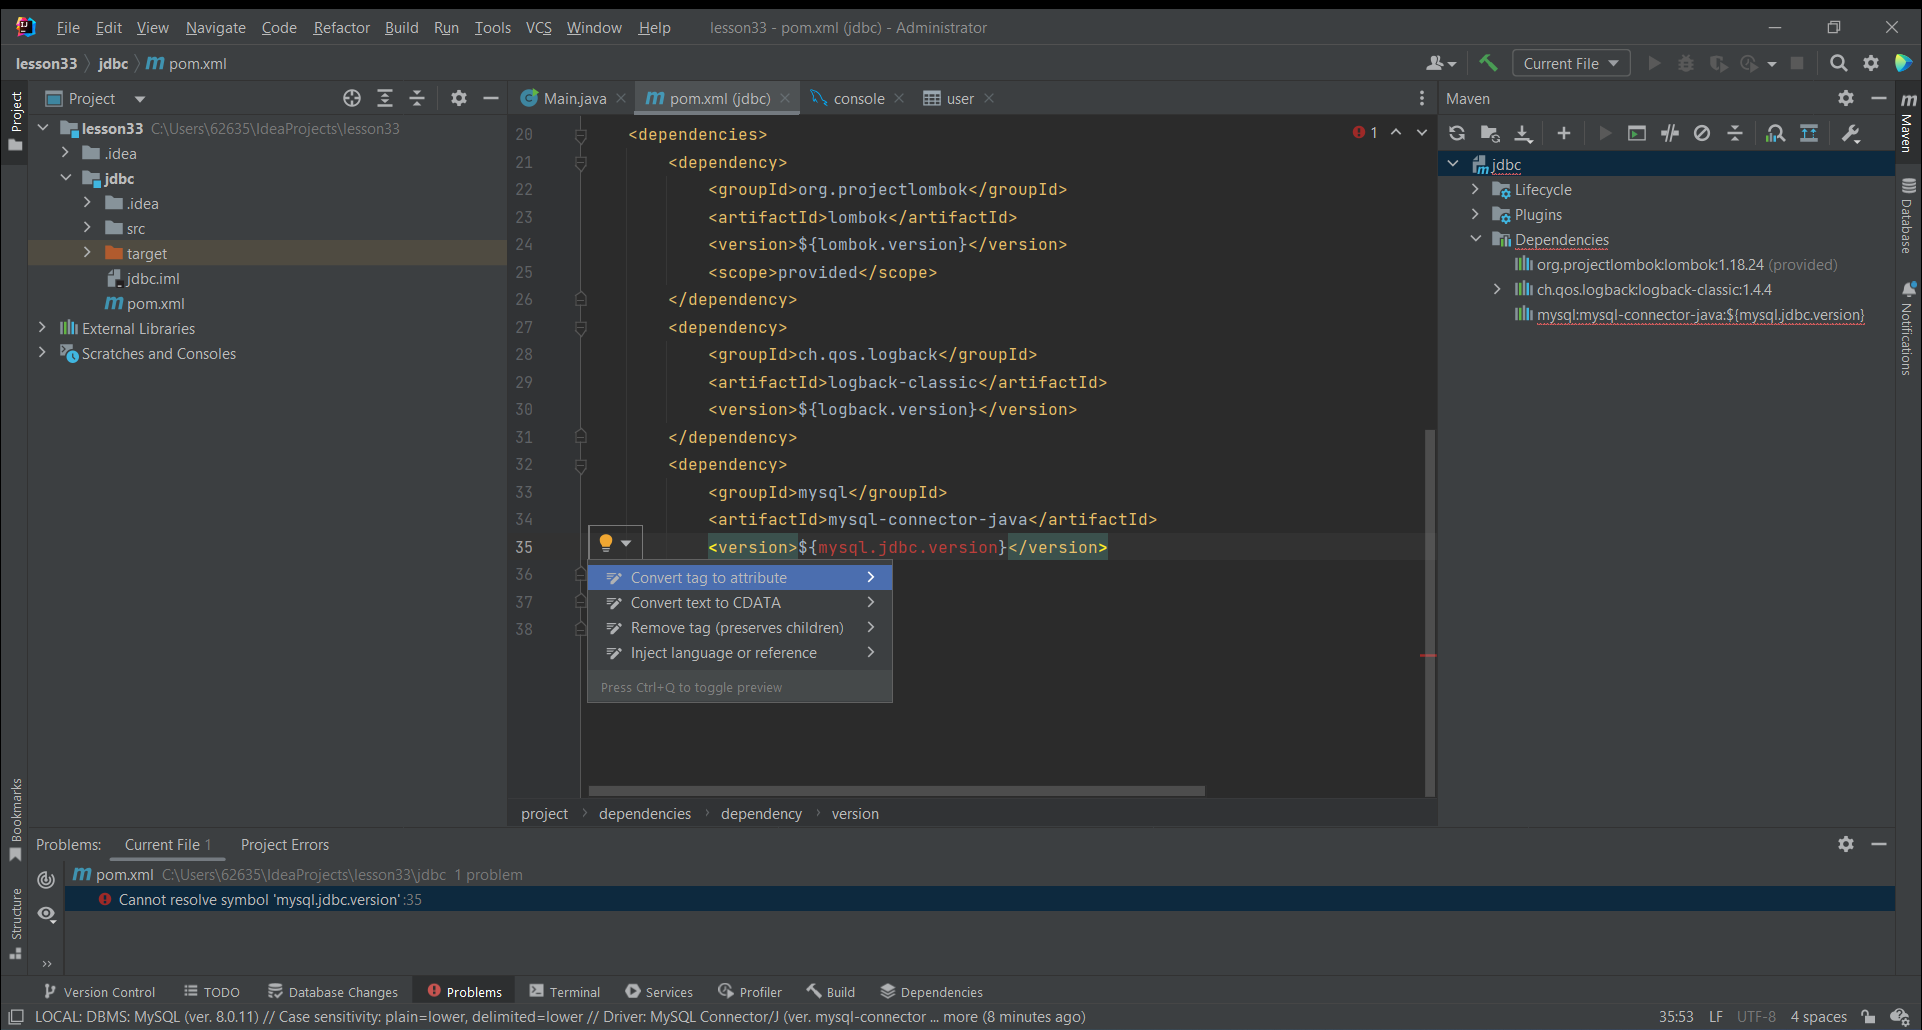 File Edit View Navigate Code Refactor Build Run Tools VCS Window Help lesson33 - pom.xml (jdbc) - Administrator
lesson33 jdbc m pom.xml
Current File
Project
Project
Main.java
m pom.xml (jdbc)
console
user
Maven
m Maven
lesson33 C:\Users\62635\IdeaProjects\lesson33
.idea
jdbc
.idea
src
target
jdbc.iml
m pom.xml
External Libraries
Scratches and Consoles
1
20 <dependencies>
21 <dependency>
22 <groupId>org.projectlombok</groupId>
23 <artifactId>lombok</artifactId>
24 <version>${lombok.version}</version>
25 <scope>provided</scope>
26 </dependency>
27 <dependency>
28 <groupId>ch.qos.logback</groupId>
29 <artifactId>logback-classic</artifactId>
30 <version>${logback.version}</version>
31 </dependency>
32 <dependency>
33 <groupId>mysql</groupId>
34 <artifactId>mysql-connector-java</artifactId>
35 <version>${mysql.jdbc.version}</version>
36
37
38
Convert tag to attribute
Convert text to CDATA
Remove tag (preserves children)
Inject language or reference
Press Ctrl+Q to toggle preview
project dependencies dependency version
jdbc
Lifecycle
Plugins
Dependencies
org.projectlombok:lombok:1.18.24 (provided)
ch.qos.logback:logback-classic:1.4.4
mysql:mysql-connector-java:${mysql.jdbc.version}
Database
Notifications
Bookmarks
Structure
Problems: Current File 1 Project Errors
m pom.xml C:\Users\62635\IdeaProjects\lesson33\jdbc 1 problem
Cannot resolve symbol 'mysql.jdbc.version' :35
Version Control TODO Database Changes Problems Terminal Services Profiler Build Dependencies
LOCAL: DBMS: MySQL (ver. 8.0.11) // Case sensitivity: plain=lower, delimited=lower // Driver: MySQL Connector/J (ver. mysql-connector ... more (8 minutes ago) 35:53 LF UTF-8 4 spaces